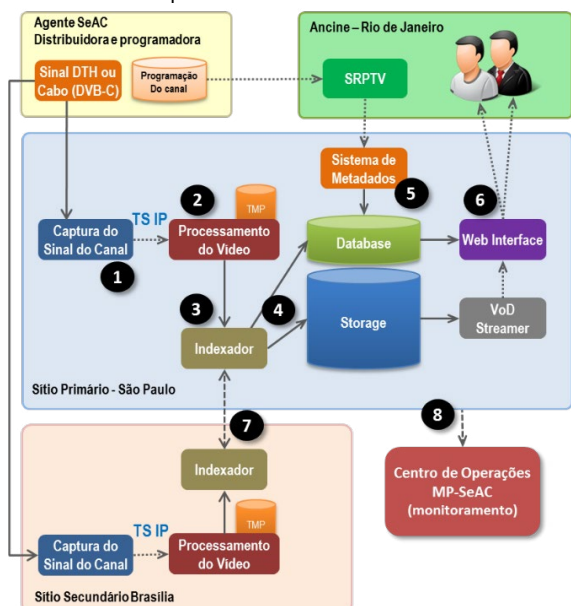 Agente SeAC
Distribuidora e programadora
Sinal DTH ou
Cabo (DVB-C)
Programação
Do canal
Ancine – Rio de Janeiro
SRPTV
Sistema de
Metadados
5
6
2
TMP
TS IP
Captura do
Sinal do Canal
1
Processamento
do Video
Database
Web Interface
3
4
Indexador
Storage
VoD
Streamer
Sítio Primário - São Paulo
7
8
Indexador
Centro de Operações
MP-SeAC
(monitoramento)
TMP
TS IP
Captura do
Sinal do Canal
Processamento
do Video
Sítio Secundário Brasília